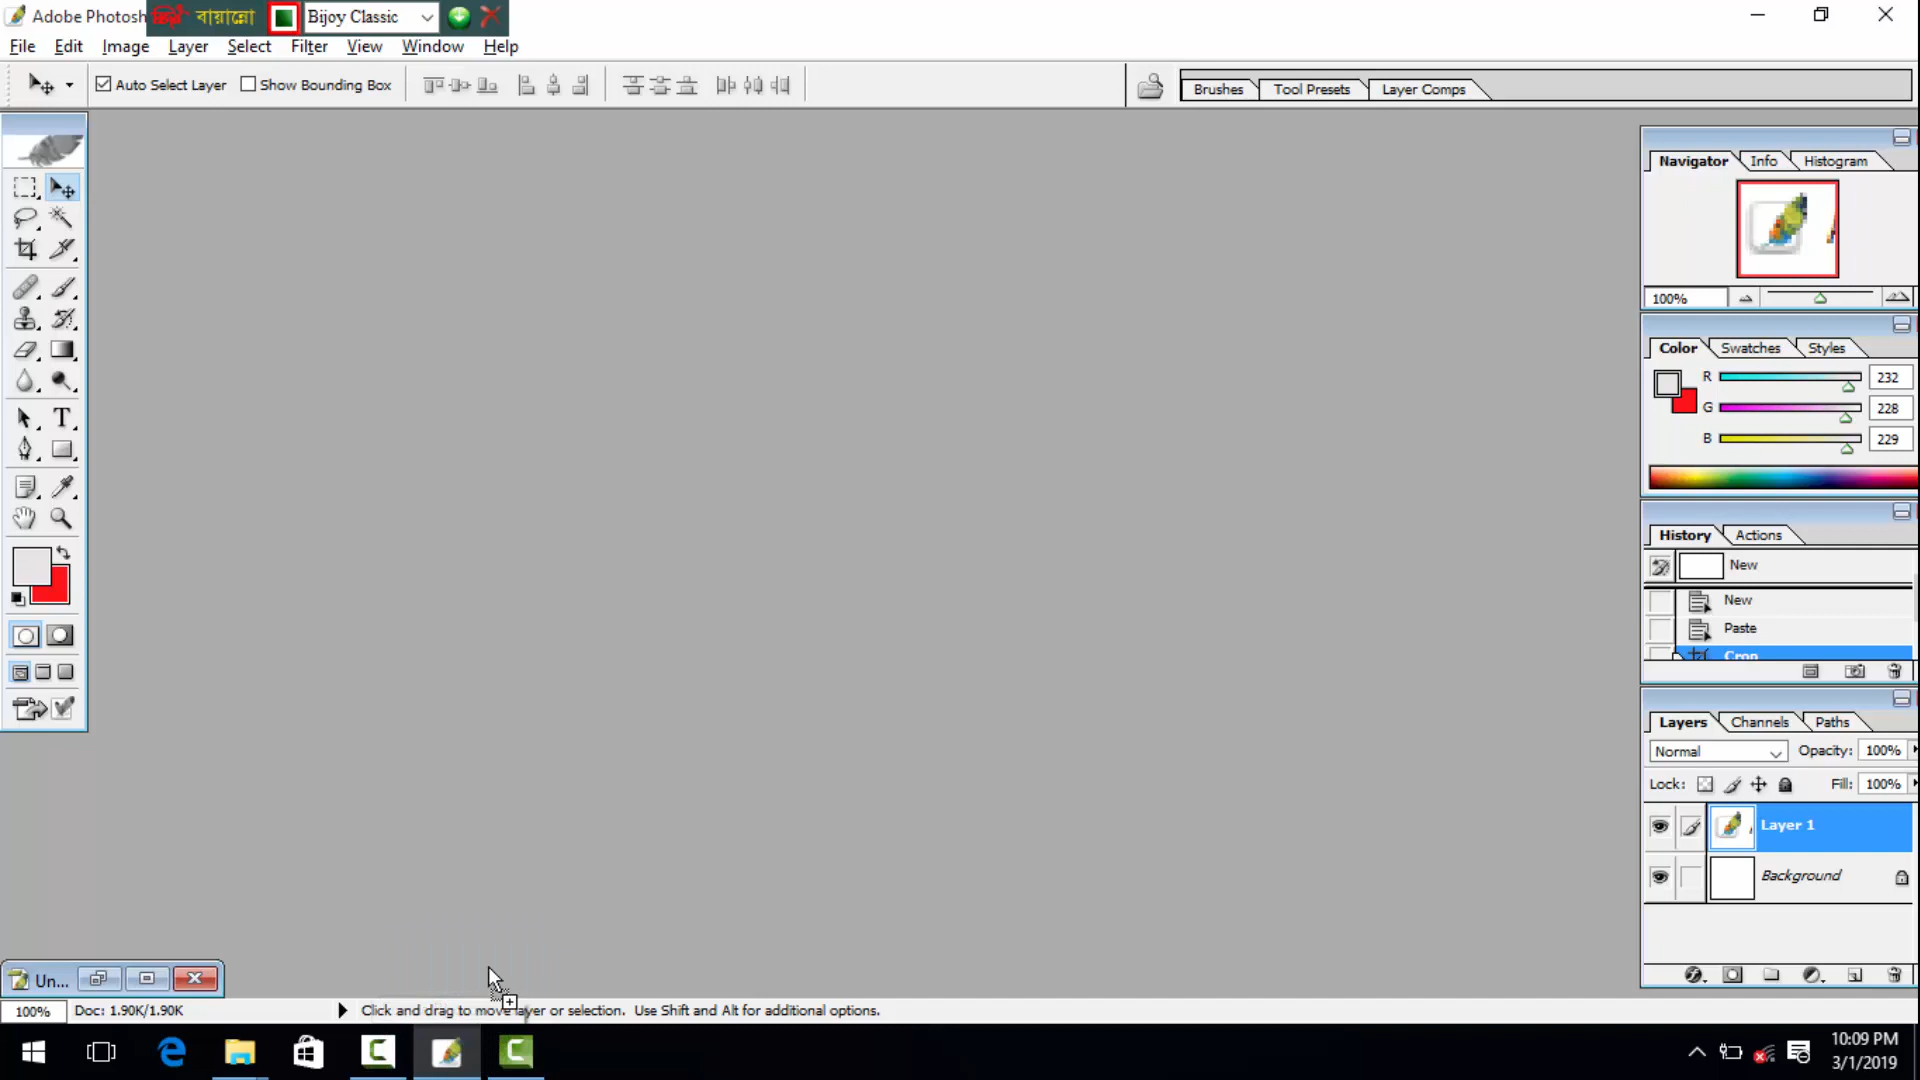 Adobe Photosh
বায়ান্নো
Bijoy Classic
File Edit Image Layer Select Filter View Window Help
Auto Select Layer Show Bounding Box
Brushes Tool Presets Layer Comps
Navigator Info Histogram
100%
Color Swatches Styles
R 232
G 228
B 229
History Actions
New
New
Paste
Crop
Layers Channels Paths
Normal Opacity: 100%
Lock: Fill: 100%
Layer 1
Background
T
Un...
100% Doc: 1.90K/1.90K Click and drag to move layer or selection. Use Shift and Alt for additional options.
10:09 PM
3/1/2019